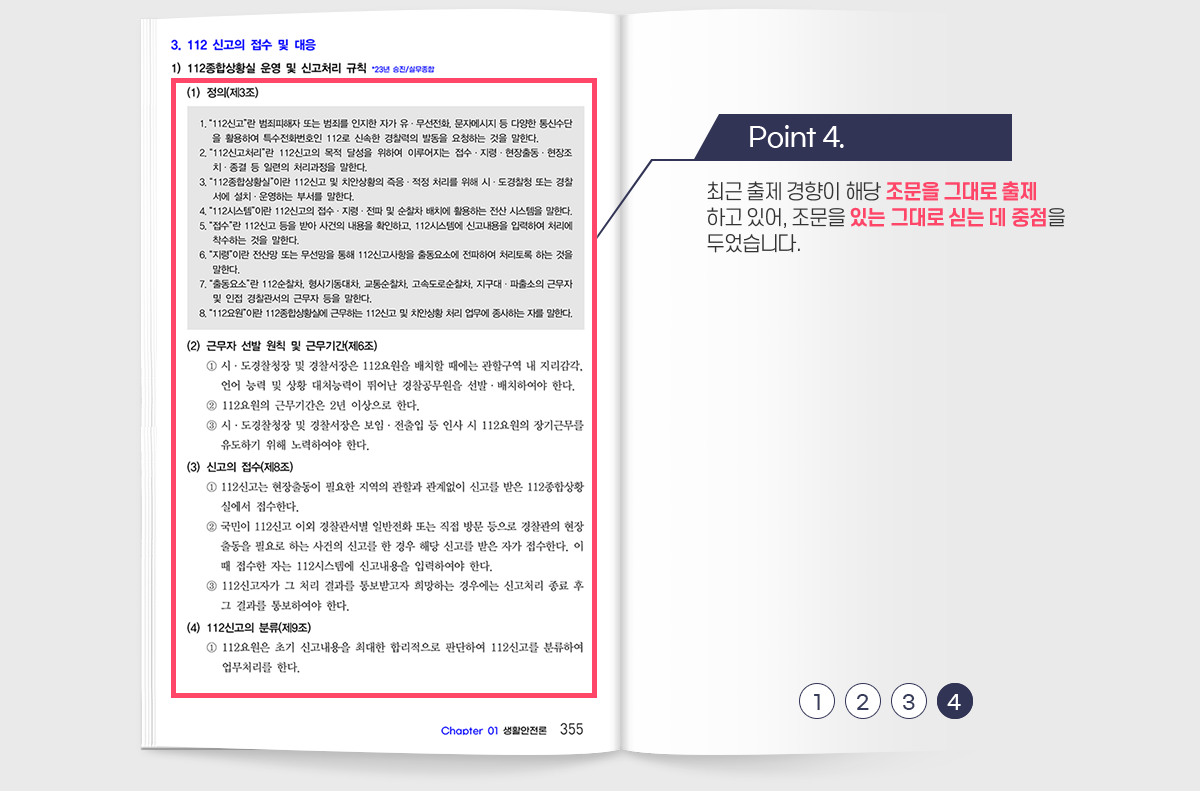 3. 112 신고의 접수 및 대응
1) 112종합상황실 운영 및 신고처리 규칙 *23년 승진/실무종합
(1) 정의(제3조)
1. "112신고"란 범죄피해자 또는 범죄를 인지한 자가 유 · 무선전화, 문자메시지 등 다양한 통신수단
을 활용하여 특수전화번호인 112로 신속한 경찰력의 발동을 요청하는 것을 말한다.
2. "112신고처리"란 112신고의 목적 달성을 위하여 이루어지는 접수 · 지령 · 현장출동 · 현장조
치 · 종결 등 일련의 처리과정을 말한다.
3. "112종합상황실"이란 112신고 및 치안상황의 즉응 · 적정 처리를 위해 시 · 도경찰청 또는 경찰
서에 설치 · 운영하는 부서를 말한다.
4. "112시스템"이란 112신고의 접수 · 지령 · 전파 및 순찰차 배치에 활용하는 전산 시스템을 말한다.
5. "접수"란 112신고 등을 받아 사건의 내용을 확인하고, 112시스템에 신고내용을 입력하여 처리에
착수하는 것을 말한다.
6. "지령"이란 전산망 또는 무선망을 통해 112신고사항을 출동요소에 전파하여 처리토록 하는 것을
말한다.
7. "출동요소"란 112순찰차, 형사기동대차, 교통순찰차, 고속도로순찰차, 지구대 · 파출소의 근무자
및 인접 경찰관서의 근무자 등을 말한다.
8. "112요원"이란 112종합상황실에 근무하는 112신고 및 치안상황 처리 업무에 종사하는 자를 말한다.
(2) 근무자 선발 원칙 및 근무기간(제6조)
① 시 · 도경찰청장 및 경찰서장은 112요원을 배치할 때에는 관할구역 내 지리감각,
언어 능력 및 상황 대처능력이 뛰어난 경찰공무원을 선발 · 배치하여야 한다.
② 112요원의 근무기간은 2년 이상으로 한다.
③ 시 · 도경찰청장 및 경찰서장은 보임 · 전출입 등 인사 시 112요원의 장기근무를
유도하기 위해 노력하여야 한다.
(3) 신고의 접수(제8조)
① 112신고는 현장출동이 필요한 지역의 관할과 관계없이 신고를 받은 112종합상황
실에서 접수한다.
② 국민이 112신고 이외 경찰관서별 일반전화 또는 직접 방문 등으로 경찰관의 현장
출동을 필요로 하는 사건의 신고를 한 경우 해당 신고를 받은 자가 접수한다. 이
때 접수한 자는 112시스템에 신고내용을 입력하여야 한다.
③ 112신고자가 그 처리 결과를 통보받고자 희망하는 경우에는 신고처리 종료 후
그 결과를 통보하여야 한다.
(4) 112신고의 분류(제9조)
① 112요원은 초기 신고내용을 최대한 합리적으로 판단하여 112신고를 분류하여
업무처리를 한다.
Chapter 01 생활안전론 355
Point 4.
최근 출제 경향이 해당 조문을 그대로 출제
하고 있어, 조문을 있는 그대로 싣는 데 중점을
두었습니다.
1 2 3 4